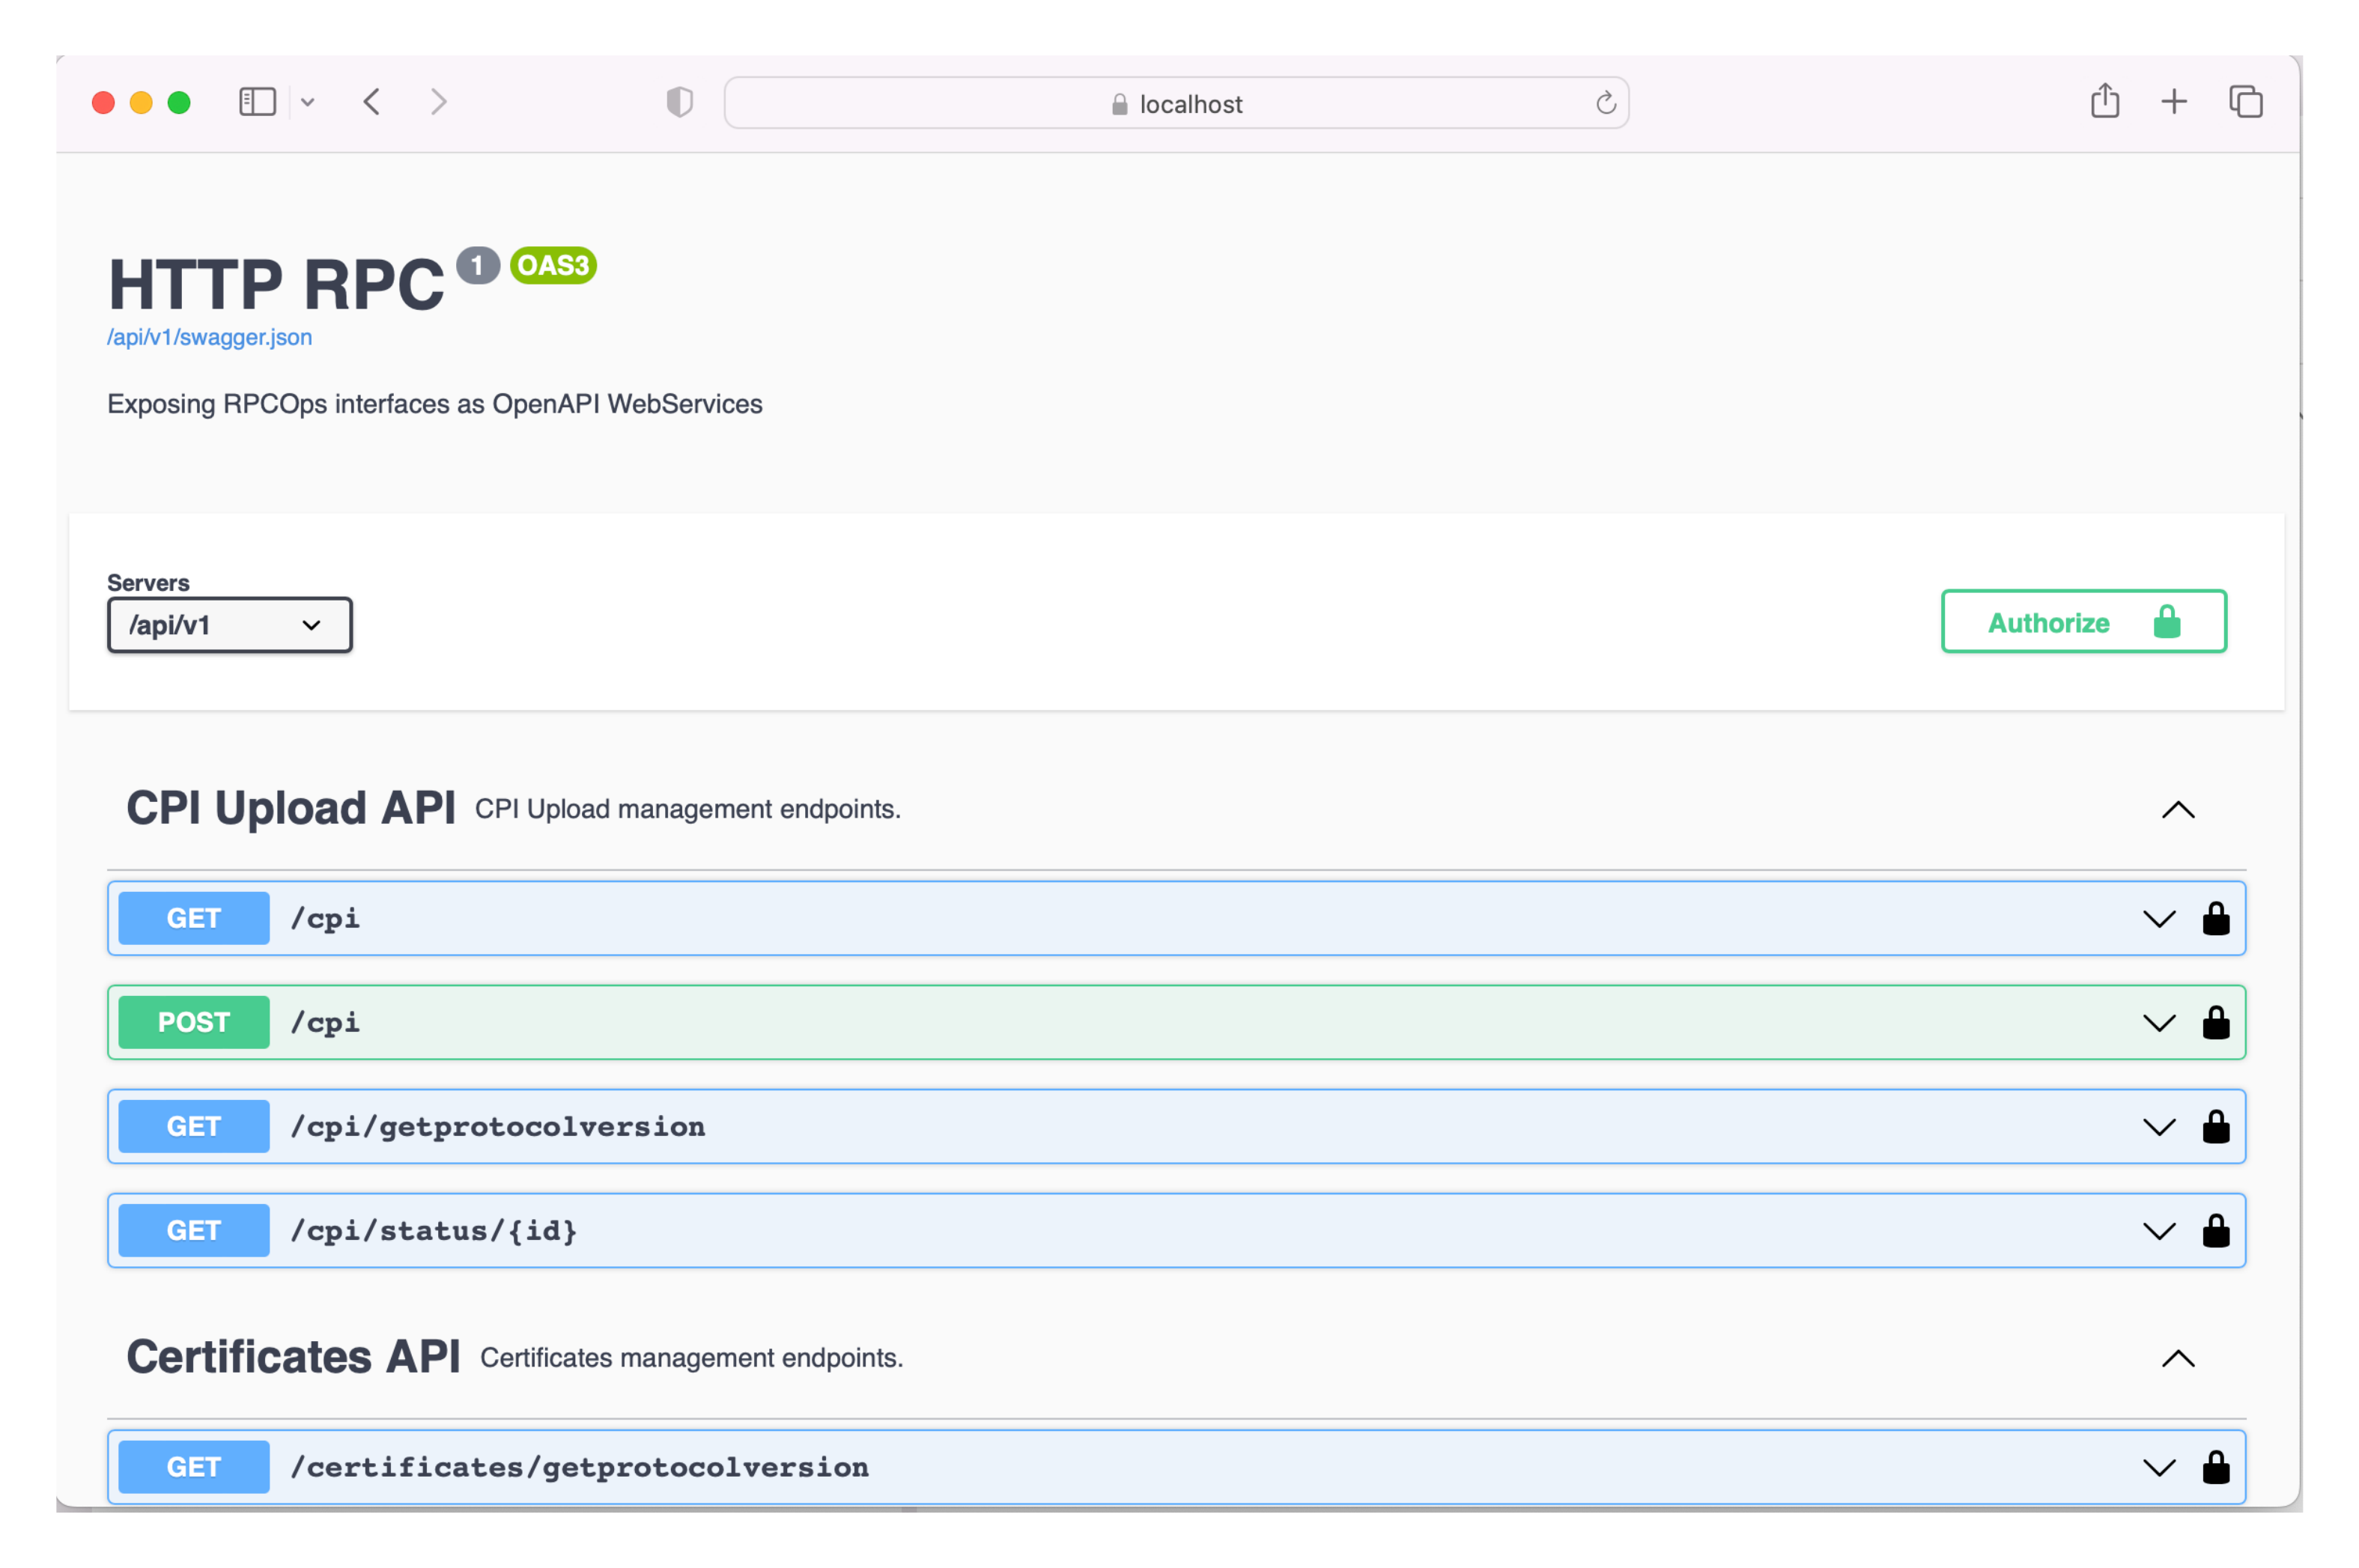 localhost
HTTP RPC 1 OAS3
/api/v1/swagger.json
Exposing RPCOps interfaces as OpenAPI WebServices
Servers
/api/v1
Authorize
CPI Upload API CPI Upload management endpoints.
GET /cpi
POST /cpi
GET /cpi/getprotocolversion
GET /cpi/status/{id}
Certificates API Certificates management endpoints.
GET /certificates/getprotocolversion